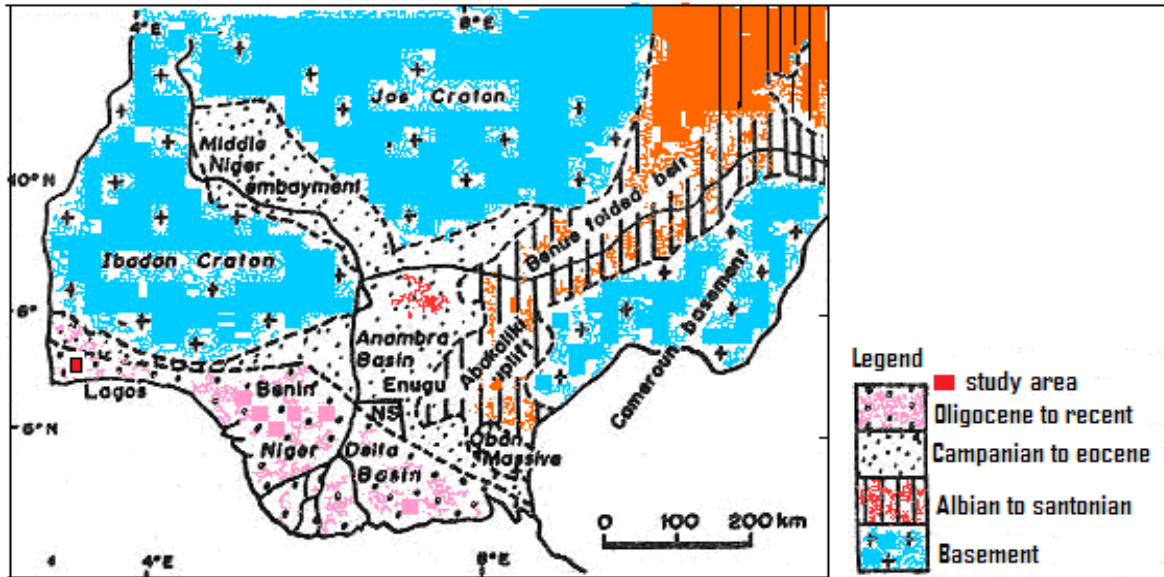 4°E
8°E
Jos Craton
Middle
Niger
embayment
10°N
Benue folded belt
Ibadan Craton
Cameroun basement
8°
Anambra
Basin
Abakaliki
uplift
Enugu
Lagos
Benin
NS
6°N
Niger Delta
Basin
Oban
Massive
0 100 200 km
4°E
8°E
Legend
study area
Oligocene to recent
Campanian to eocene
Albian to santonian
Basement